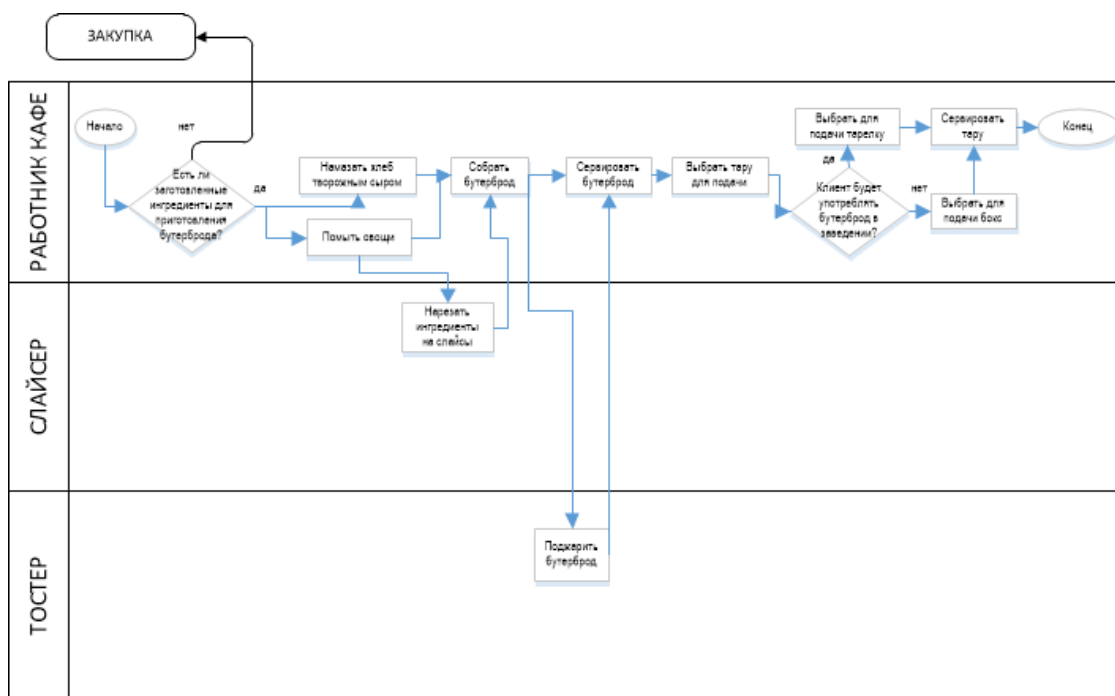 ЗАКУПКА
РАБОТНИК КАФЕ
Начало
нет
Есть ли
заготовленные
ингредиенты для
приготовления
бутерброда?
да
Намазать хлеб
творожным сыром
Помыть овощи
Собрать
бутерброд
Сервировать
бутерброд
Выбрать тару
для подачи
Клиент будет
употреблять
бутерброд в
заведении?
да
Выбрать для
подачи тарелку
нет
Выбрать для
подачи бокс
Сервировать
тару
Конец
СЛАЙСЕР
Нарезать
ингредиенты
на слайсы
ТОСТЕР
Поджарить
бутерброд